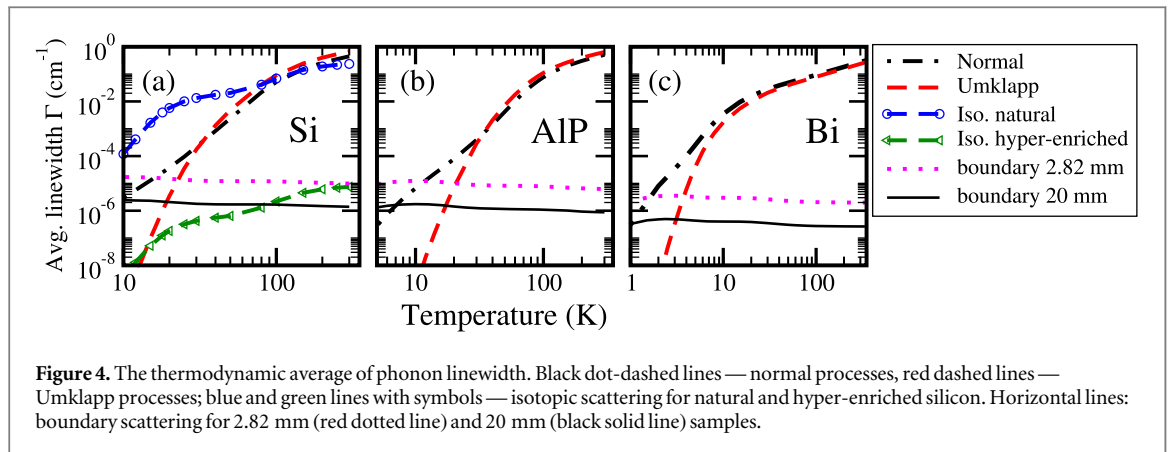 Avg. linewidth Γ (cm⁻¹)
10⁰
10⁻²
10⁻⁴
10⁻⁶
10⁻⁸
(a)
Si
(b)
AlP
(c)
Bi
10 100 10 100 1 10 100
Temperature (K)
Normal
Umklapp
Iso. natural
Iso. hyper-enriched
boundary 2.82 mm
boundary 20 mm
Figure 4. The thermodynamic average of phonon linewidth. Black dot-dashed lines — normal processes, red dashed lines —
Umklapp processes; blue and green lines with symbols — isotopic scattering for natural and hyper-enriched silicon. Horizontal lines:
boundary scattering for 2.82 mm (red dotted line) and 20 mm (black solid line) samples.